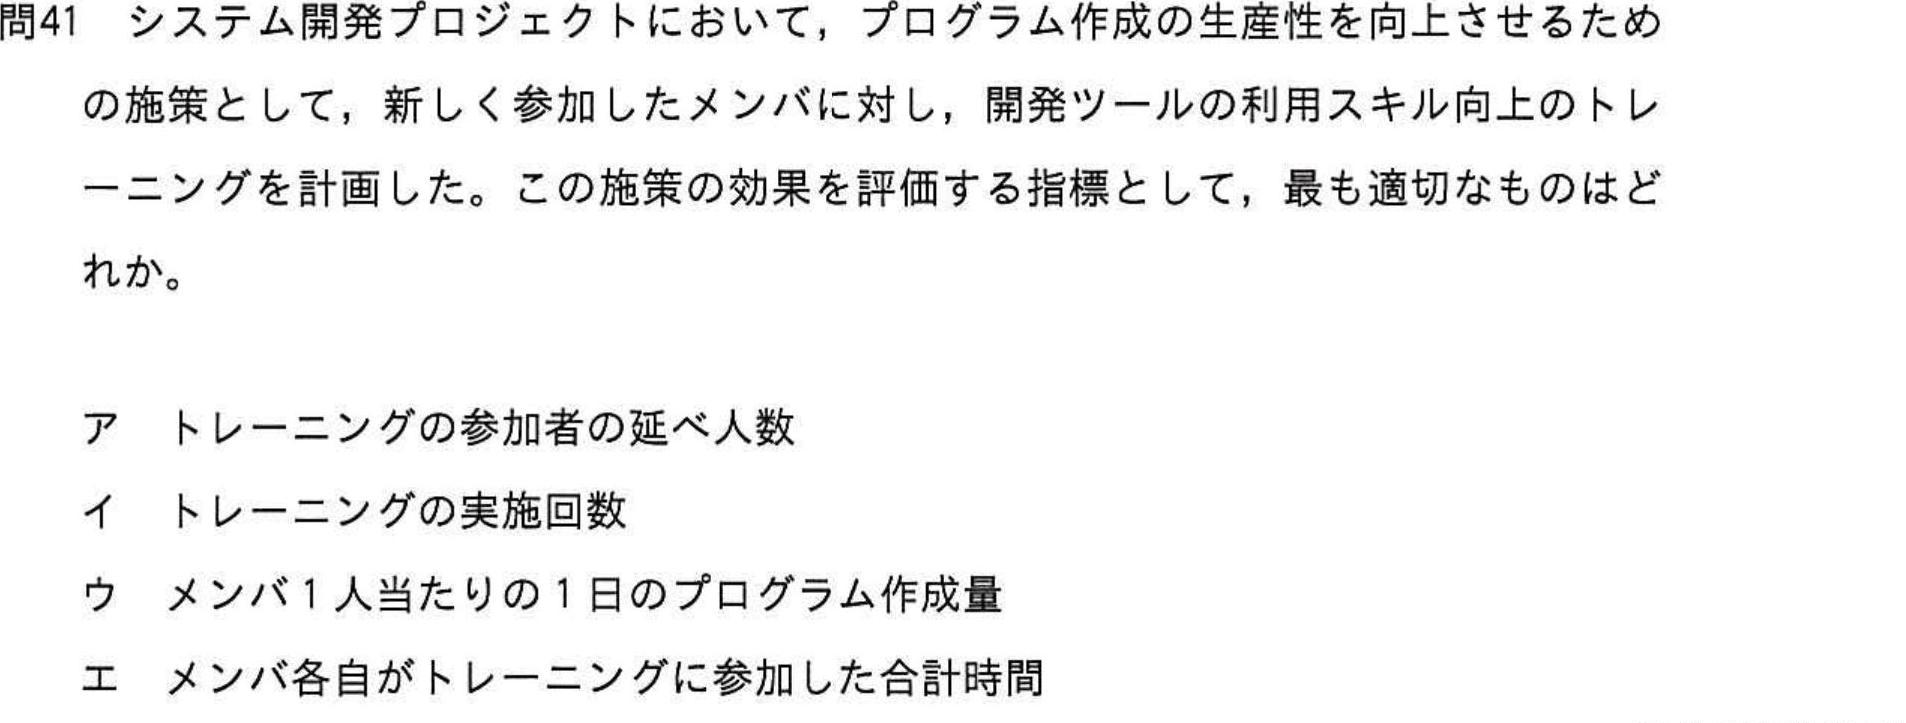 問41　システム開発プロジェクトにおいて，プログラム作成の生産性を向上させるため
の施策として，新しく参加したメンバに対し，開発ツールの利用スキル向上のトレ
ーニングを計画した。この施策の効果を評価する指標として，最も適切なものはど
れか。
ア　トレーニングの参加者の延べ人数
イ　トレーニングの実施回数
ウ　メンバ１人当たりの１日のプログラム作成量
エ　メンバ各自がトレーニングに参加した合計時間